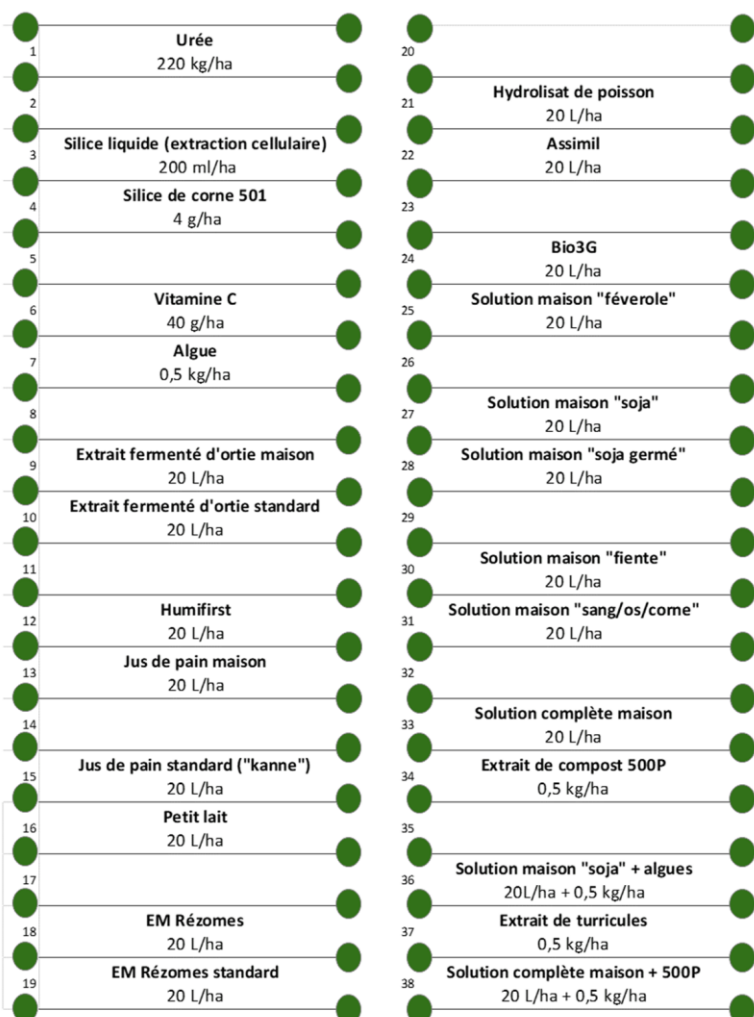 1
Urée
220 kg/ha
2
3
Silice liquide (extraction cellulaire)
200 ml/ha
4
Silice de corne 501
4 g/ha
5
6
Vitamine C
40 g/ha
7
Algue
0,5 kg/ha
8
9
Extrait fermenté d'ortie maison
20 L/ha
10
Extrait fermenté d'ortie standard
20 L/ha
11
12
Humifirst
20 L/ha
13
Jus de pain maison
20 L/ha
14
15
Jus de pain standard ("kanne")
20 L/ha
16
Petit lait
20 L/ha
17
18
EM Rézomes
20 L/ha
19
EM Rézomes standard
20 L/ha
20
21
Hydrolisat de poisson
20 L/ha
22
Assimil
20 L/ha
23
24
Bio3G
20 L/ha
25
Solution maison "féverole"
20 L/ha
26
27
Solution maison "soja"
20 L/ha
28
Solution maison "soja germé"
20 L/ha
29
30
Solution maison "fiente"
20 L/ha
31
Solution maison "sang/os/corne"
20 L/ha
32
33
Solution complète maison
20 L/ha
34
Extrait de compost 500P
0,5 kg/ha
35
36
Solution maison "soja" + algues
20L/ha + 0,5 kg/ha
37
Extrait de turricules
0,5 kg/ha
38
Solution complète maison + 500P
20 L/ha + 0,5 kg/ha